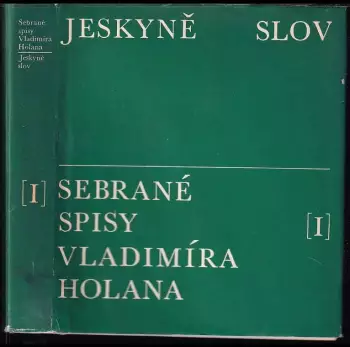 Sebrané
spisy
Vladimíra
Holana
Jeskyně
slov
[I]
JESKYNĚ SLOV
SEBRANÉ
SPISY [I]
VLADIMÍRA
HOLANA